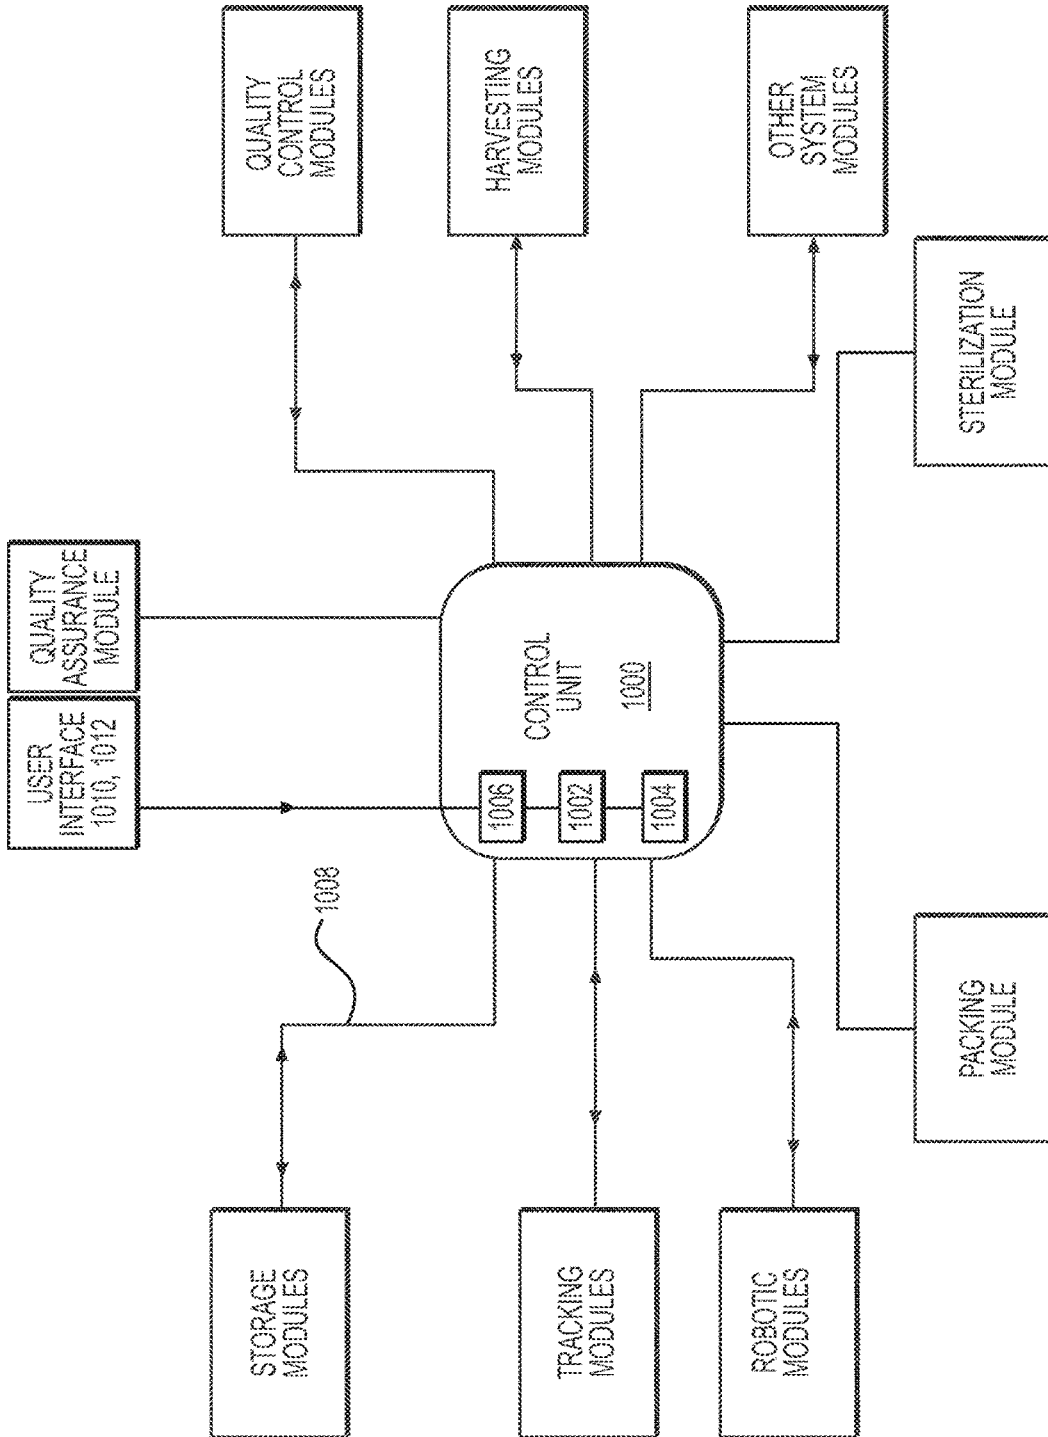 STORAGE
MODULES
TRACKING
MODULES
ROBOTIC
MODULES
1008
USER
INTERFACE
1010, 1012
QUALITY
ASSURANCE
MODULE
CONTROL
UNIT
1000
1006
1002
1004
PACKING
MODULE
STERILIZATION
MODULE
QUALITY
CONTROL
MODULES
HARVESTING
MODULES
OTHER
SYSTEM
MODULES